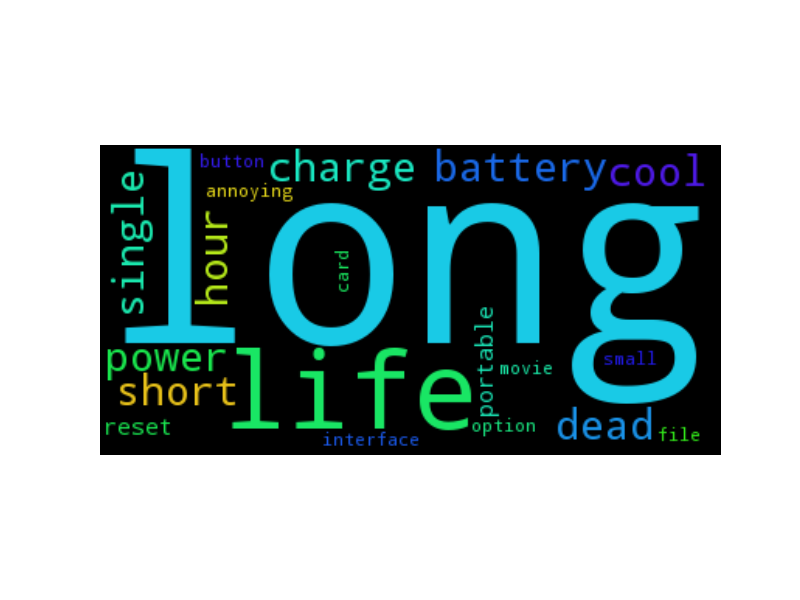 button
charge
battery
cool
single
annoying
long
hour
card
power
life
portable
movie
small
short
reset
interface
option
dead
file